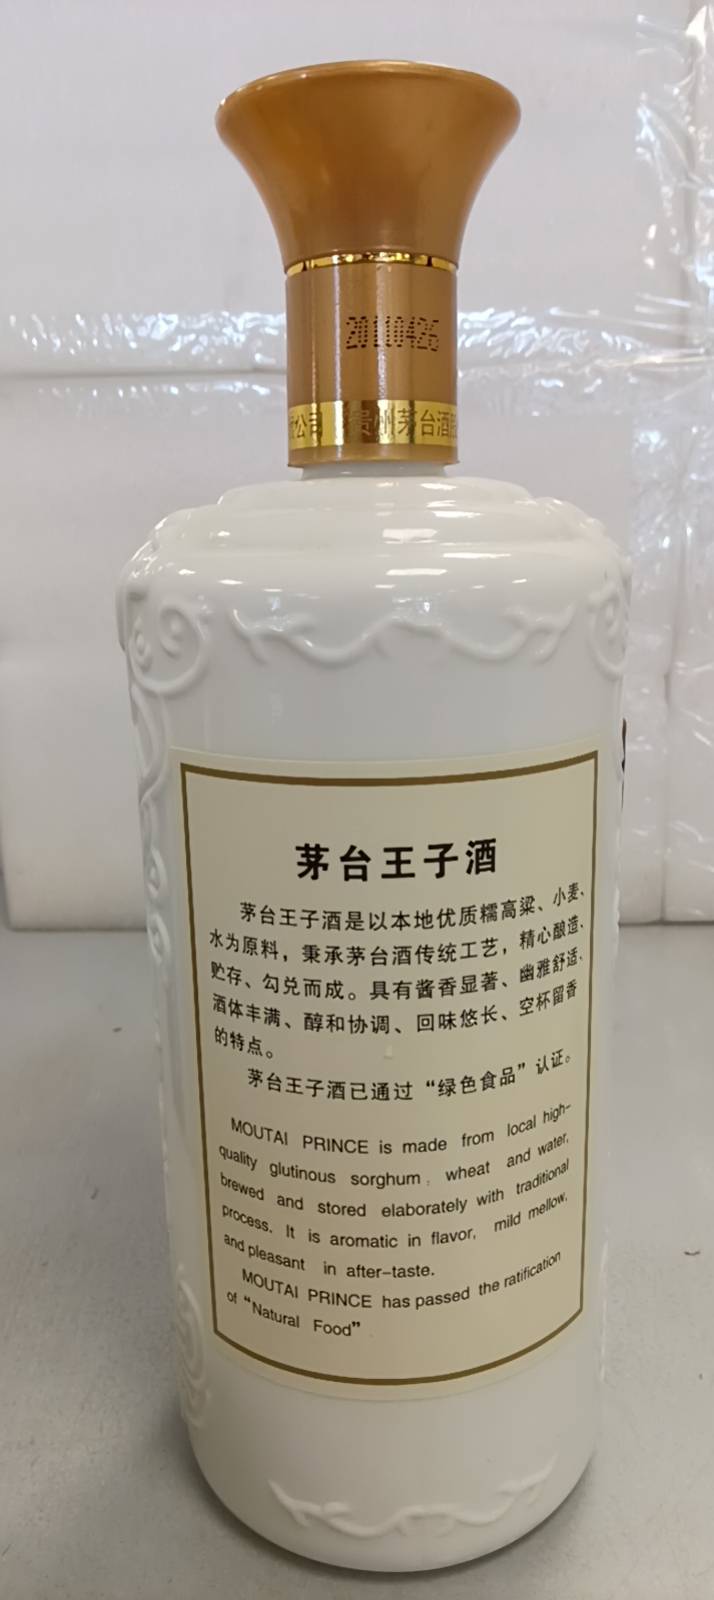 20110426
公司 贵州茅台酒
茅台王子酒
茅台王子酒是以本地优质糯高粱、小麦、
水为原料，秉承茅台酒传统工艺，精心酿造、
贮存、勾兑而成。具有酱香显著、幽雅舒适、
酒体丰满、醇和协调、回味悠长、空杯留香
的特点。
茅台王子酒已通过“绿色食品”认证。
MOUTAI PRINCE is made from local high-
quality glutinous sorghum, wheat and water,
brewed and stored elaborately with traditional
process. It is aromatic in flavor, mild mellow,
and pleasant in after-taste.
MOUTAI PRINCE has passed the ratification
of “Natural Food”